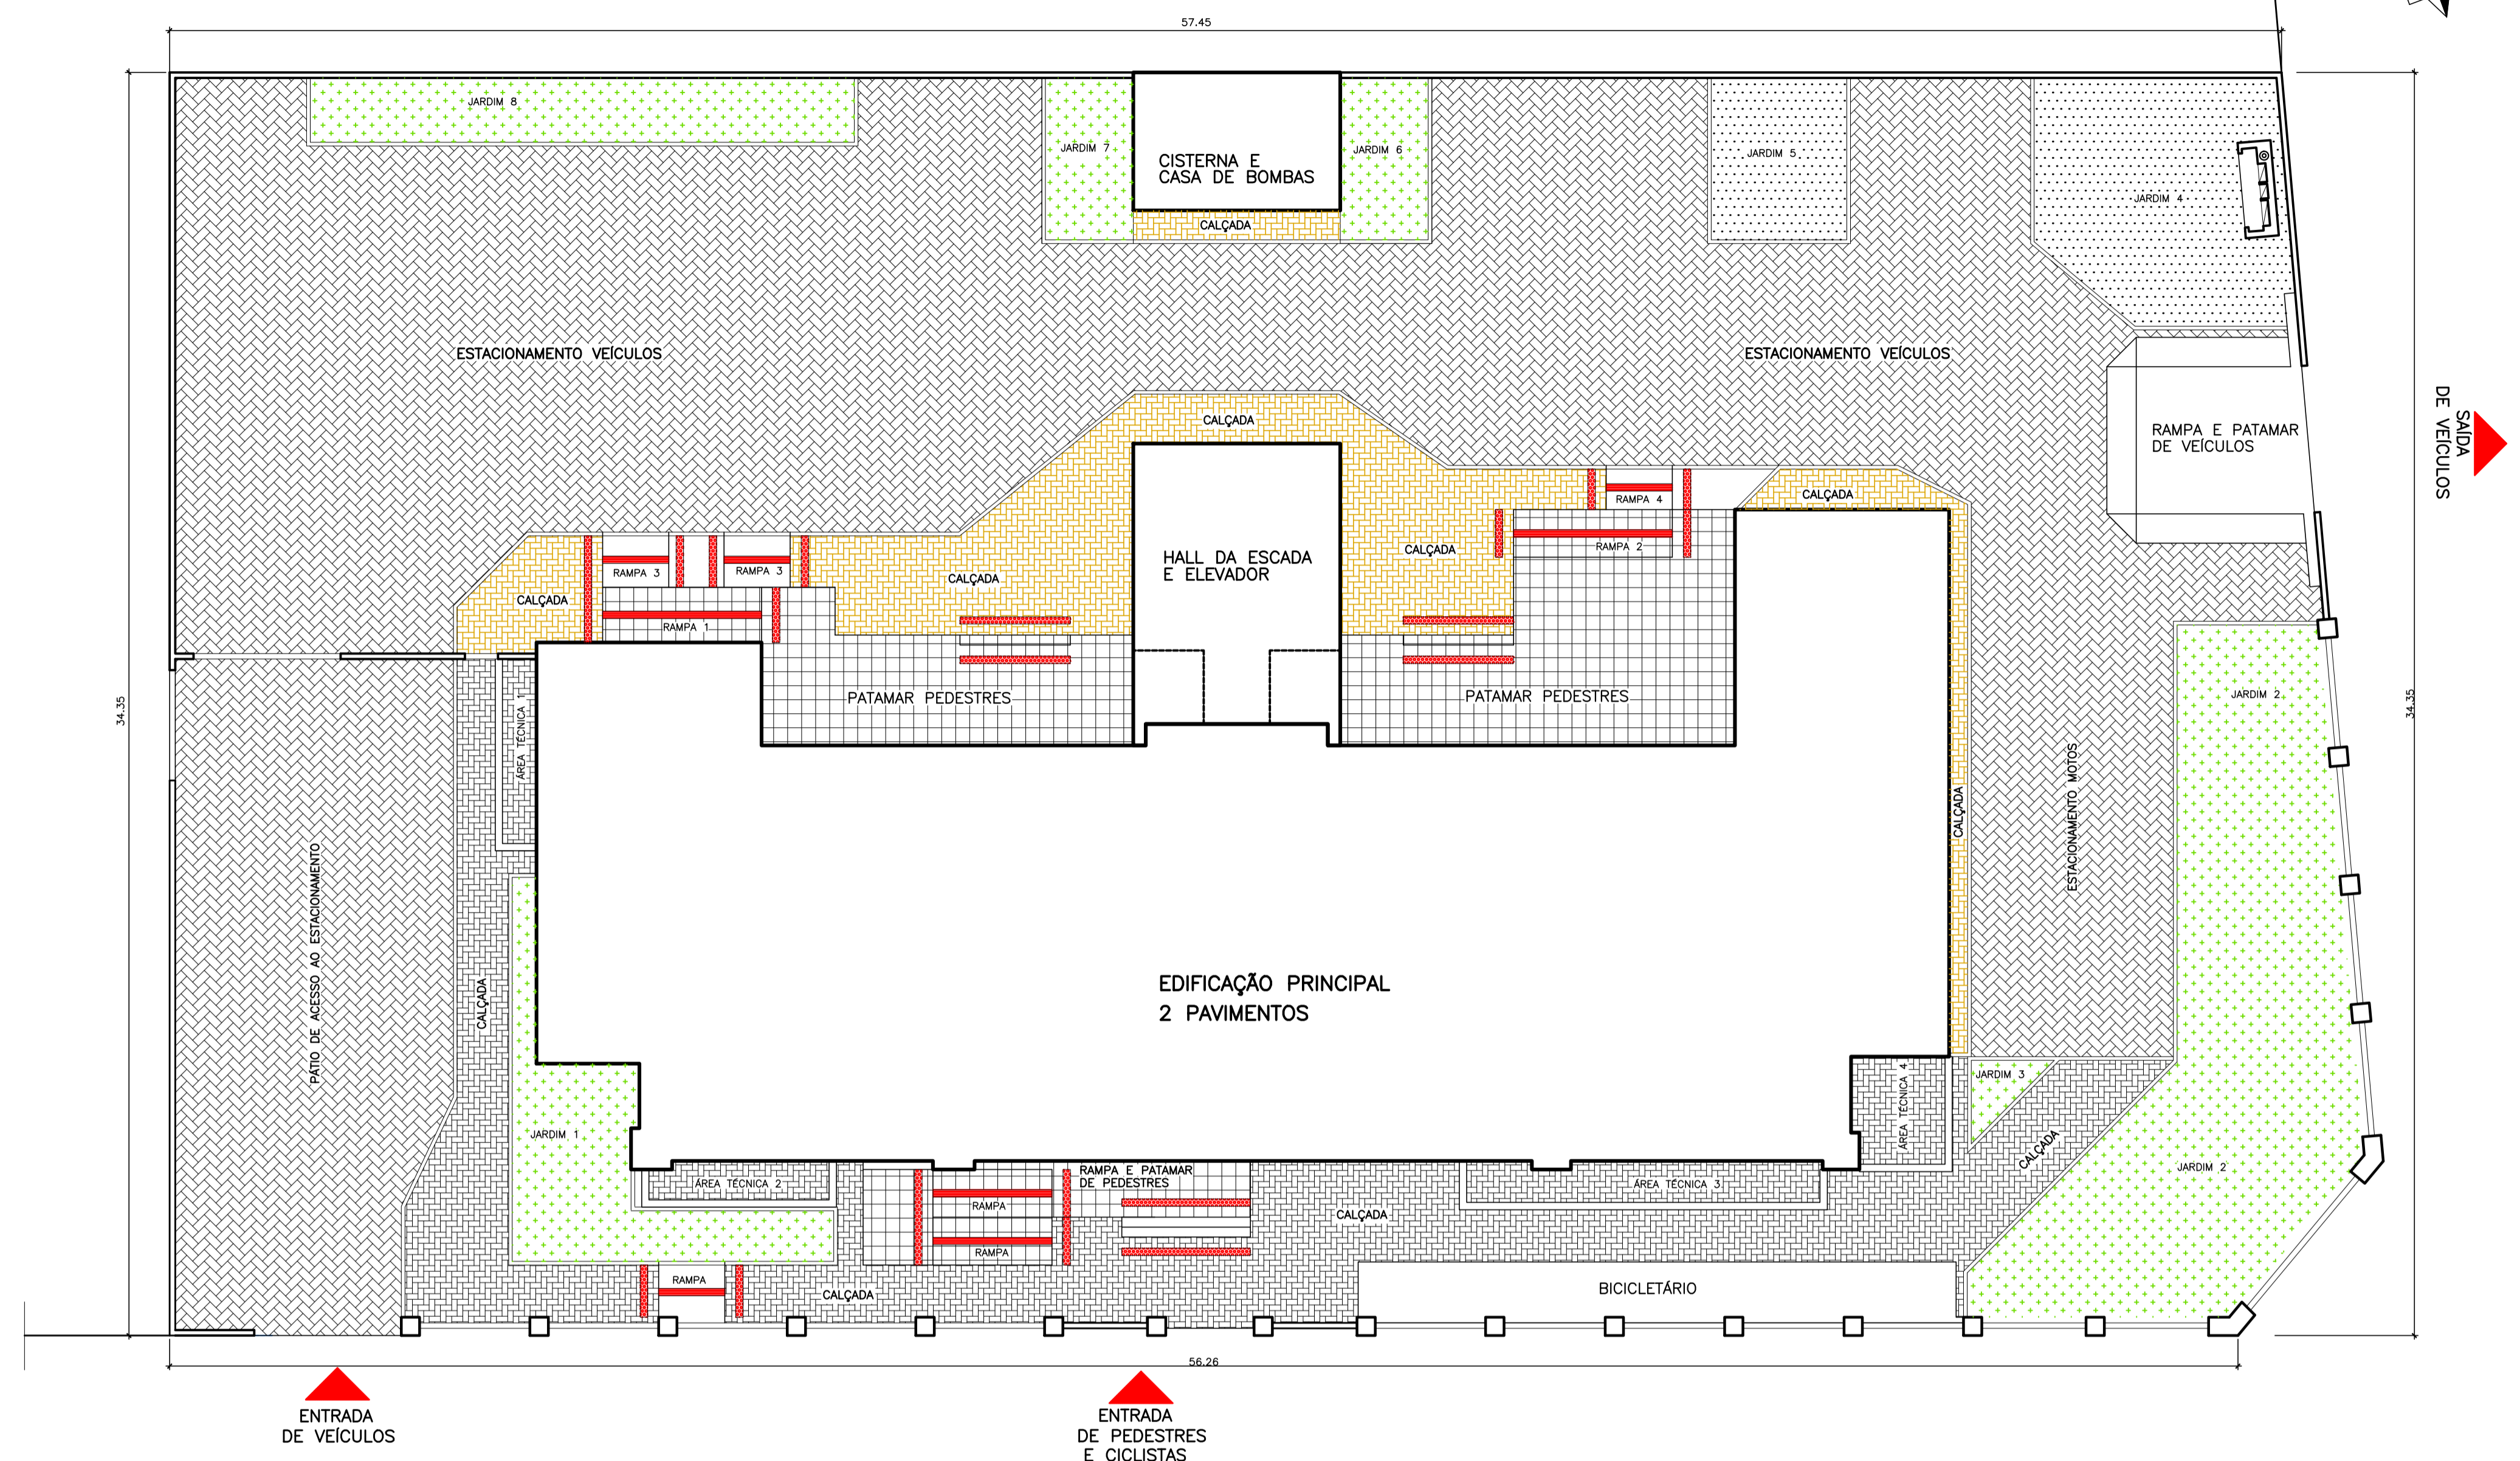 57.45
JARDIM 8
JARDIM 7
CISTERNA E
CASA DE BOMBAS
JARDIM 6
JARDIM 5
JARDIM 4
CALÇADA
ESTACIONAMENTO VEÍCULOS
ESTACIONAMENTO VEÍCULOS
CALÇADA
RAMPA E PATAMAR
DE VEÍCULOS
SAÍDA
DE VEÍCULOS
RAMPA 4
CALÇADA
RAMPA 3
RAMPA 3
CALÇADA
HALL DA ESCADA
E ELEVADOR
CALÇADA
RAMPA 2
CALÇADA
RAMPA 1
PATAMAR PEDESTRES
PATAMAR PEDESTRES
JARDIM 2
34.35
34.35
ÁREA TÉCNICA 1
CALÇADA
ESTACIONAMENTO MOTOS
PÁTIO DE ACESSO AO ESTACIONAMENTO
CALÇADA
EDIFICAÇÃO PRINCIPAL
2 PAVIMENTOS
JARDIM 3
ÁREA TÉCNICA 4
JARDIM 1
CALÇADA
JARDIM 2
ÁREA TÉCNICA 2
RAMPA E PATAMAR
DE PEDESTRES
ÁREA TÉCNICA 3
RAMPA
CALÇADA
RAMPA
RAMPA
CALÇADA
BICICLETÁRIO
56.26
ENTRADA
DE VEÍCULOS
ENTRADA
DE PEDESTRES
E CICLISTAS